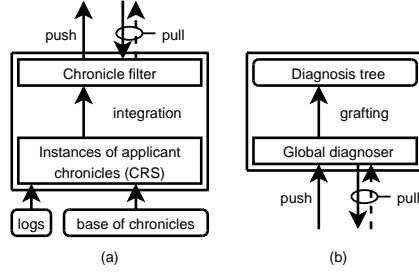 push
pull
Chronicle filter
integration
Instances of applicant
chronicles (CRS)
logs
base of chronicles
(a)
Diagnosis tree
grafting
Global diagnoser
push
pull
(b)